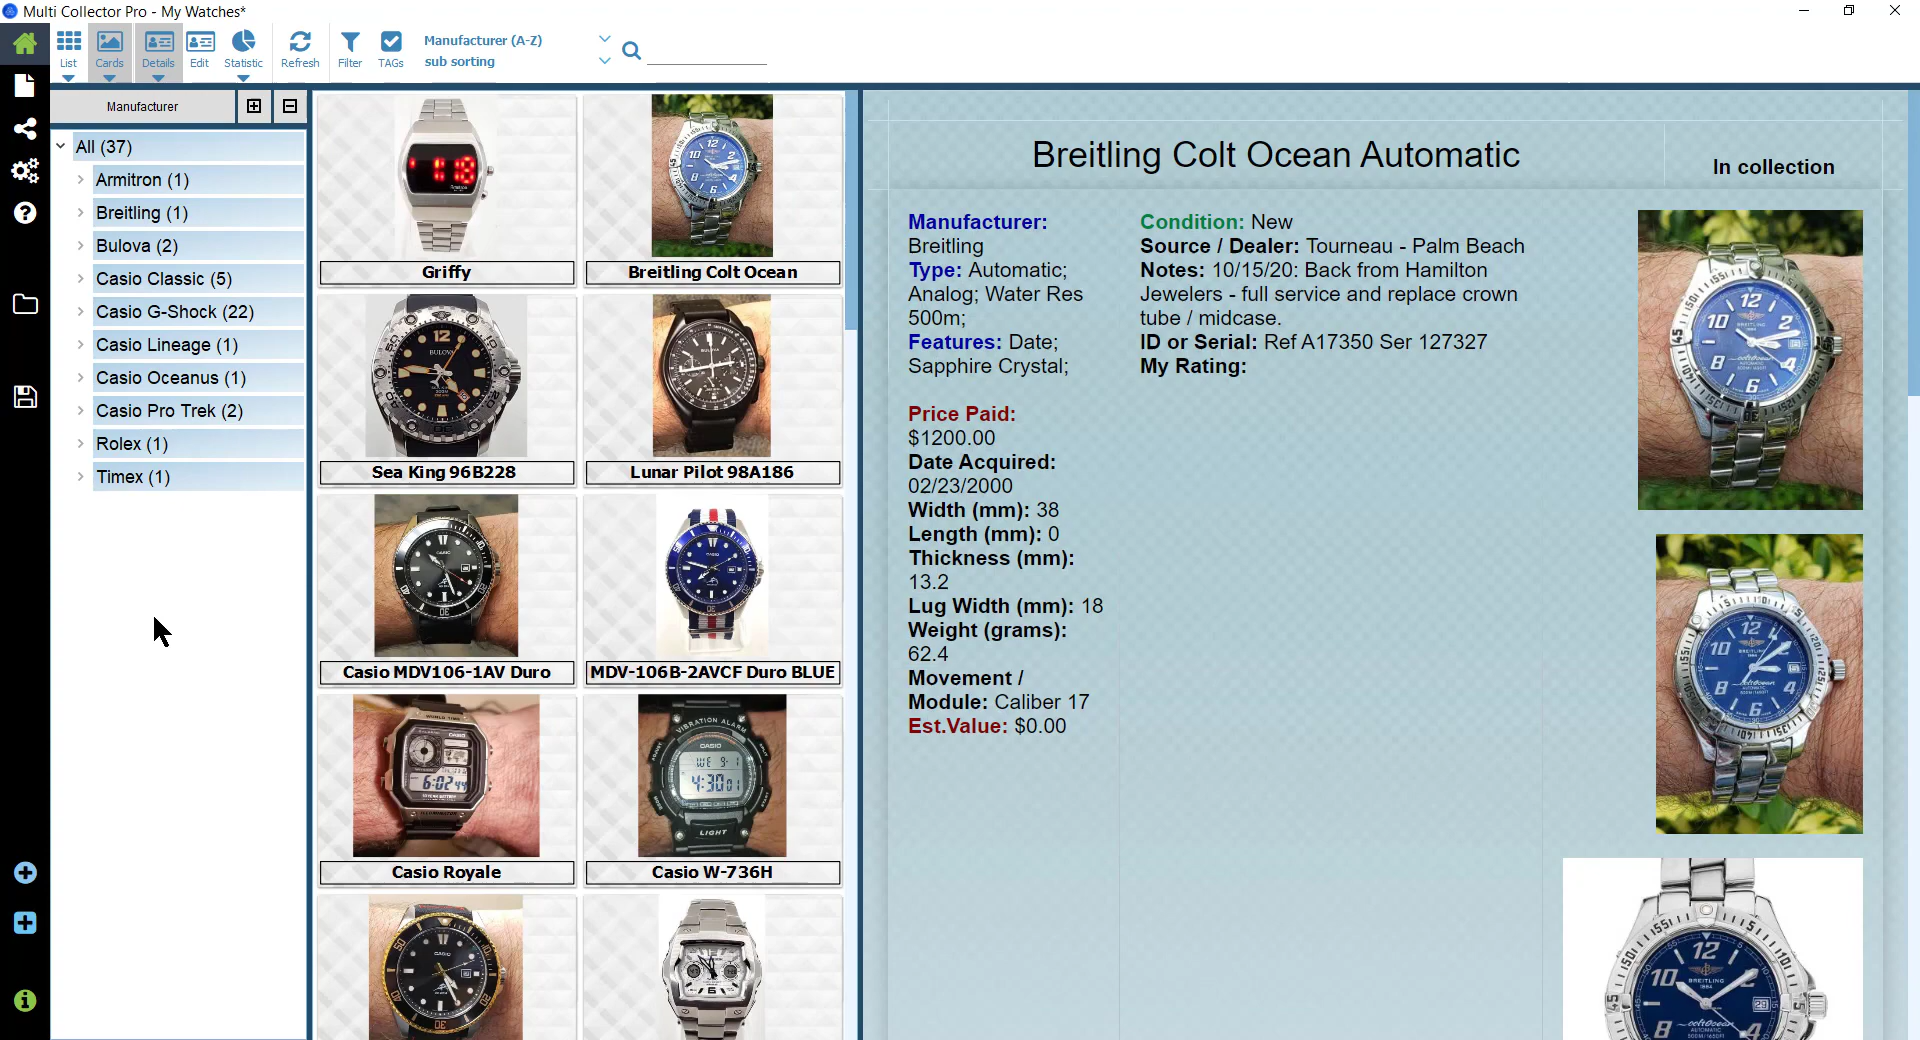 Multi Collector Pro - My Watches*
List
Cards
Details
Edit
Statistic
Refresh
Filter
TAGs
Manufacturer (A-Z)
sub sorting
Manufacturer
All (37)
Armitron (1)
Breitling (1)
Bulova (2)
Casio Classic (5)
Casio G-Shock (22)
Casio Lineage (1)
Casio Oceanus (1)
Casio Pro Trek (2)
Rolex (1)
Timex (1)
Griffy
Breitling Colt Ocean
Sea King 96B228
Lunar Pilot 98A186
Casio MDV106-1AV Duro
MDV-106B-2AVCF Duro BLUE
Casio Royale
Casio W-736H
Breitling Colt Ocean Automatic
In collection
Manufacturer:
Breitling
Type: Automatic;
Analog; Water Res
500m;
Features: Date;
Sapphire Crystal;
Price Paid:
$1200.00
Date Acquired:
02/23/2000
Width (mm): 38
Length (mm): 0
Thickness (mm):
13.2
Lug Width (mm): 18
Weight (grams):
62.4
Movement /
Module: Caliber 17
Est.Value: $0.00
Condition: New
Source / Dealer: Tourneau - Palm Beach
Notes: 10/15/20: Back from Hamilton
Jewelers - full service and replace crown
tube / midcase.
ID or Serial: Ref A17350 Ser 127327
My Rating: